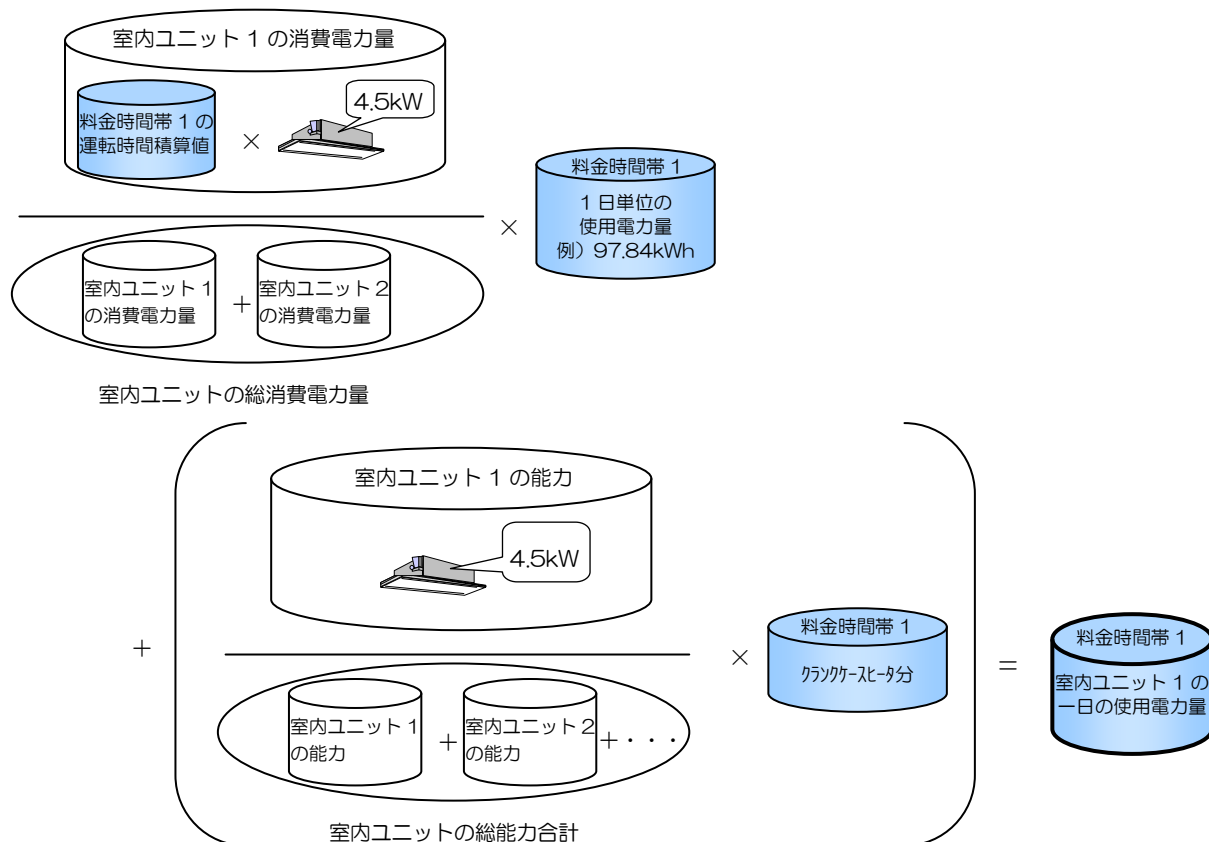 室内ユニット 1 の消費電力量
4.5kW
料金時間帯 1 の
運転時間積算値
×
×
料金時間帯 1
1 日単位の
使用電力量
例）97.84kWh
室内ユニット 1
の消費電力量
+
室内ユニット 2
の消費電力量
室内ユニットの総消費電力量
+
室内ユニット 1 の能力
4.5kW
×
料金時間帯 1
クランクケースヒータ分
=
料金時間帯 1
室内ユニット 1 の
一日の使用電力量
室内ユニット 1
の能力
+
室内ユニット 2
の能力
+・・・
室内ユニットの総能力合計